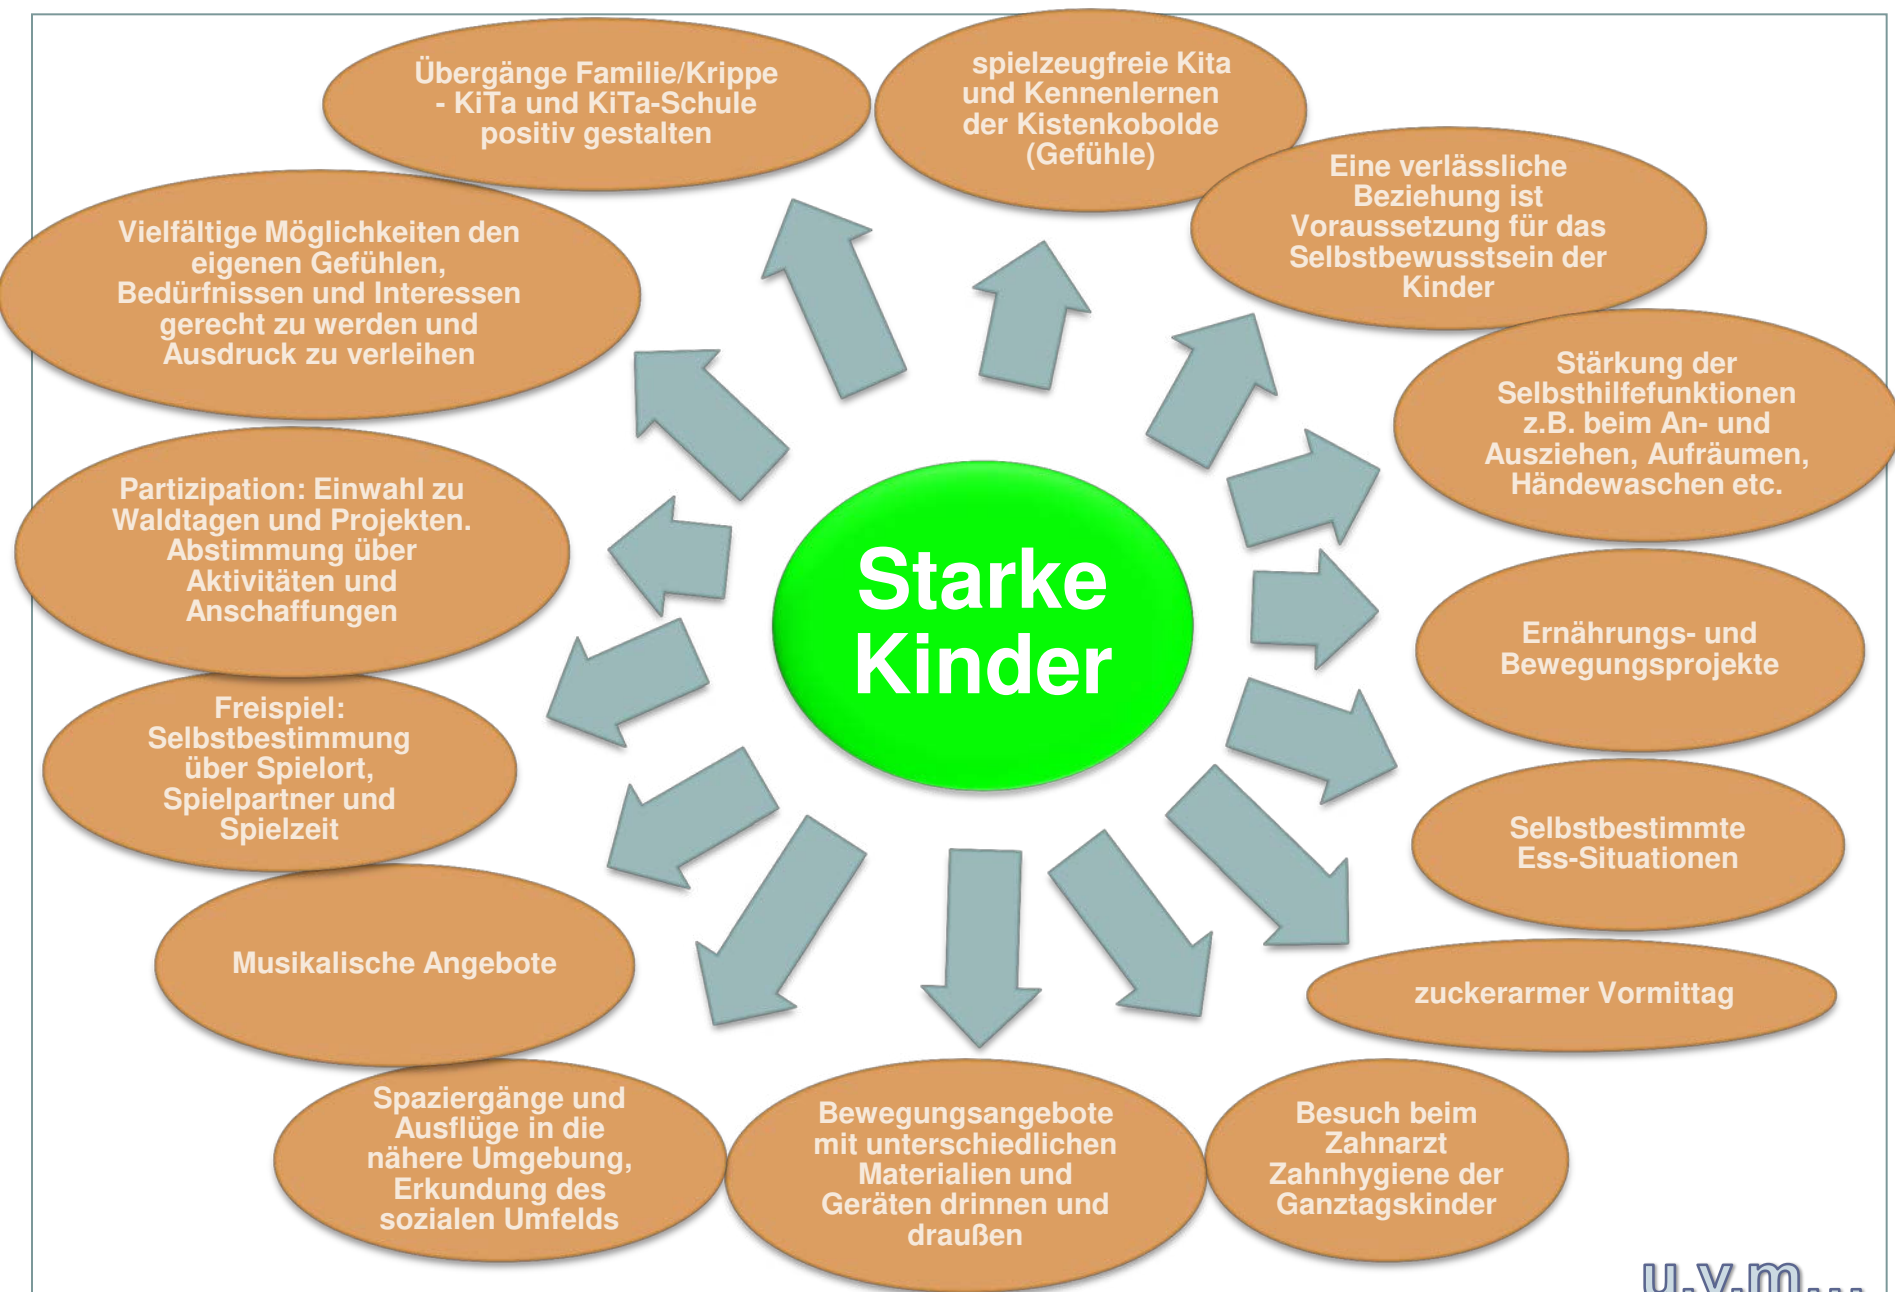 Übergänge Familie/Krippe
- KiTa und KiTa-Schule
positiv gestalten
spielzeugfreie Kita
und Kennenlernen
der Kistenkobolde
(Gefühle)
Eine verlässliche
Beziehung ist
Voraussetzung für das
Selbstbewusstsein der
Kinder
Stärkung der
Selbsthilfefunktionen
z.B. beim An- und
Ausziehen, Aufräumen,
Händewaschen etc.
Ernährungs- und
Bewegungsprojekte
Selbstbestimmte
Ess-Situationen
zuckerarmer Vormittag
Besuch beim
Zahnarzt
Zahnhygiene der
Ganztagskinder
Bewegungsangebote
mit unterschiedlichen
Materialien und
Geräten drinnen und
draußen
Spaziergänge und
Ausflüge in die
nähere Umgebung,
Erkundung des
sozialen Umfelds
Musikalische Angebote
Freispiel:
Selbstbestimmung
über Spielort,
Spielpartner und
Spielzeit
Partizipation: Einwahl zu
Waldtagen und Projekten.
Abstimmung über
Aktivitäten und
Anschaffungen
Vielfältige Möglichkeiten den
eigenen Gefühlen,
Bedürfnissen und Interessen
gerecht zu werden und
Ausdruck zu verleihen
Starke
Kinder
u.v.m...